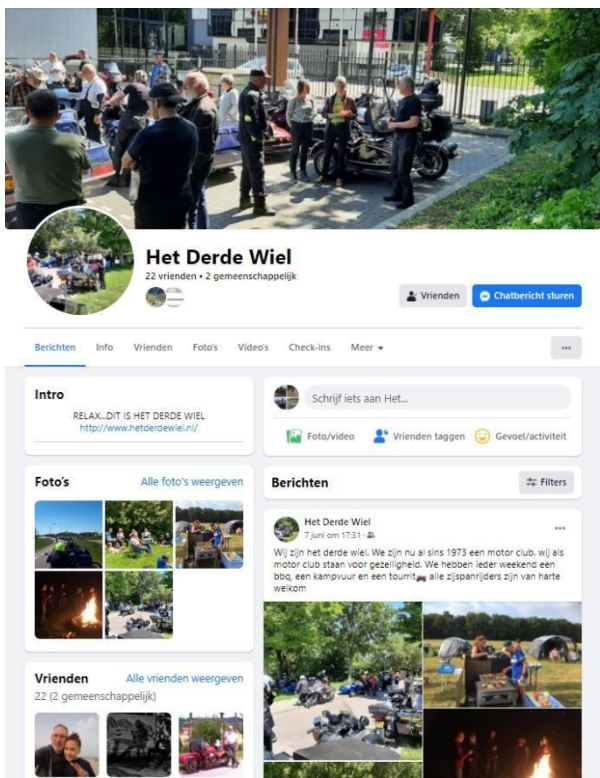 Het Derde Wiel
22 vrienden • 2 gemeenschappelijk
Vrienden
Chatbericht sturen
Berichten
Info
Vrienden
Foto's
Video's
Check-ins
Meer
Intro
RELAX...DIT IS HET DERDE WIEL
http://www.hetderdewiel.nl/
Schrijf iets aan Het...
Foto/video
Vrienden taggen
Gevoel/activiteit
Foto's
Alle foto's weergeven
Berichten
Filters
Het Derde Wiel
7 juni om 17:31 ·
Wij zijn het derde wiel. We zijn nu al sins 1973 een motor club. wij als
motor club staan voor gezelligheid. We hebben ieder weekend een
bbq, een kampvuur en een tourrit🏍 alle zijspanrijders zijn van harte
welkom
Vrienden
Alle vrienden weergeven
22 (2 gemeenschappelijk)